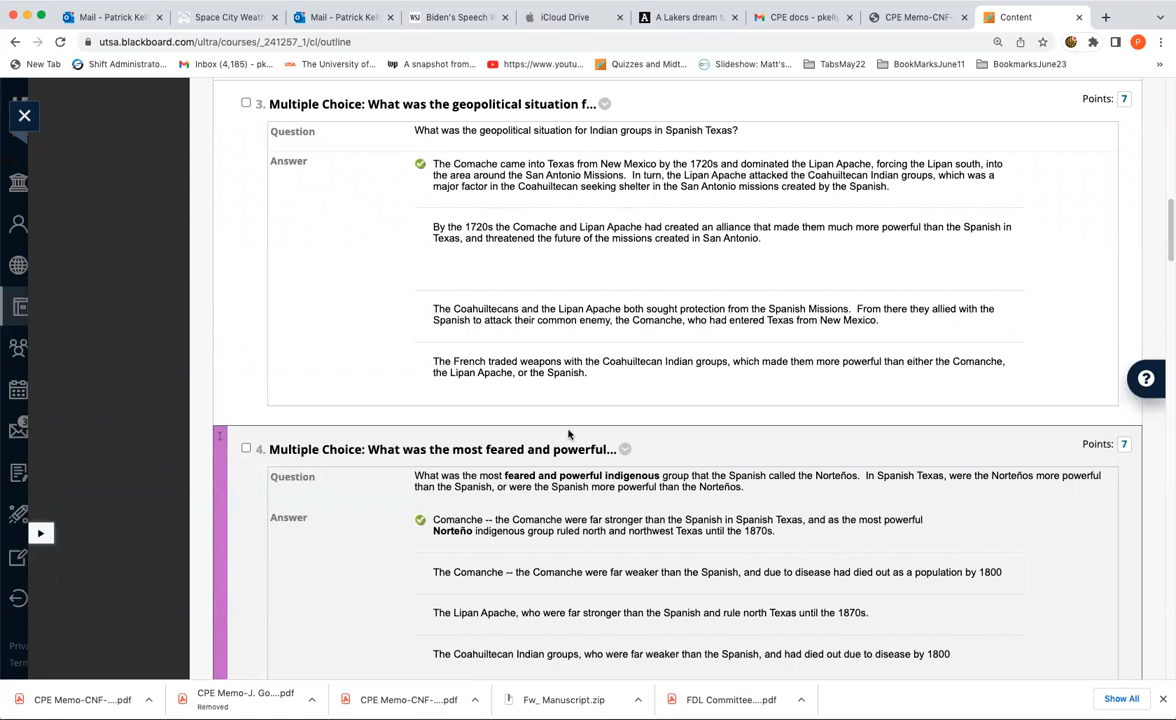 Mail - Patrick Kell
Space City Weath
Mail - Patrick Kell
WSJ Biden's Speech W
iCloud Drive
A Lakers dream tu
CPE docs - pkelly
CPE Memo-CNF-
Content
utsa.blackboard.com/ultra/courses/_241257_1/cl/outline
P
New Tab
Shift Administrato...
Inbox (4,185) - pk...
UTSA The University of...
wp A snapshot from...
https://www.youtu...
Quizzes and Midt...
Slideshow: Matt's...
TabsMay22
BookMarksJune11
BookMarksJune23
»
3. Multiple Choice: What was the geopolitical situation f...
Points: 7
Question
What was the geopolitical situation for Indian groups in Spanish Texas?
Answer
The Comache came into Texas from New Mexico by the 1720s and dominated the Lipan Apache, forcing the Lipan south, into
the area around the San Antonio Missions. In turn, the Lipan Apache attacked the Coahuiltecan Indian groups, which was a
major factor in the Coahuiltecan seeking shelter in the San Antonio missions created by the Spanish.
By the 1720s the Comache and Lipan Apache had created an alliance that made them much more powerful than the Spanish in
Texas, and threatened the future of the missions created in San Antonio.
The Coahuiltecans and the Lipan Apache both sought protection from the Spanish Missions. From there they allied with the
Spanish to attack their common enemy, the Comanche, who had entered Texas from New Mexico.
The French traded weapons with the Coahuiltecan Indian groups, which made them more powerful than either the Comanche,
the Lipan Apache, or the Spanish.
4. Multiple Choice: What was the most feared and powerful...
Points: 7
Question
What was the most feared and powerful indigenous group that the Spanish called the Norteños. In Spanish Texas, were the Norteños more powerful
than the Spanish, or were the Spanish more powerful than the Norteños.
Answer
Comanche -- the Comanche were far stronger than the Spanish in Spanish Texas, and as the most powerful
Norteño indigenous group ruled north and northwest Texas until the 1870s.
The Comanche -- the Comanche were far weaker than the Spanish, and due to disease had died out as a population by 1800
The Lipan Apache, who were far stronger than the Spanish and rule north Texas until the 1870s.
The Coahuiltecan Indian groups, who were far weaker than the Spanish, and had died out due to disease by 1800
3
Priva
Term
CPE Memo-CNF-....pdf
CPE Memo-J. Go....pdf
Removed
CPE Memo-CNF-....pdf
Fw_ Manuscript.zip
FDL Committee....pdf
Show All